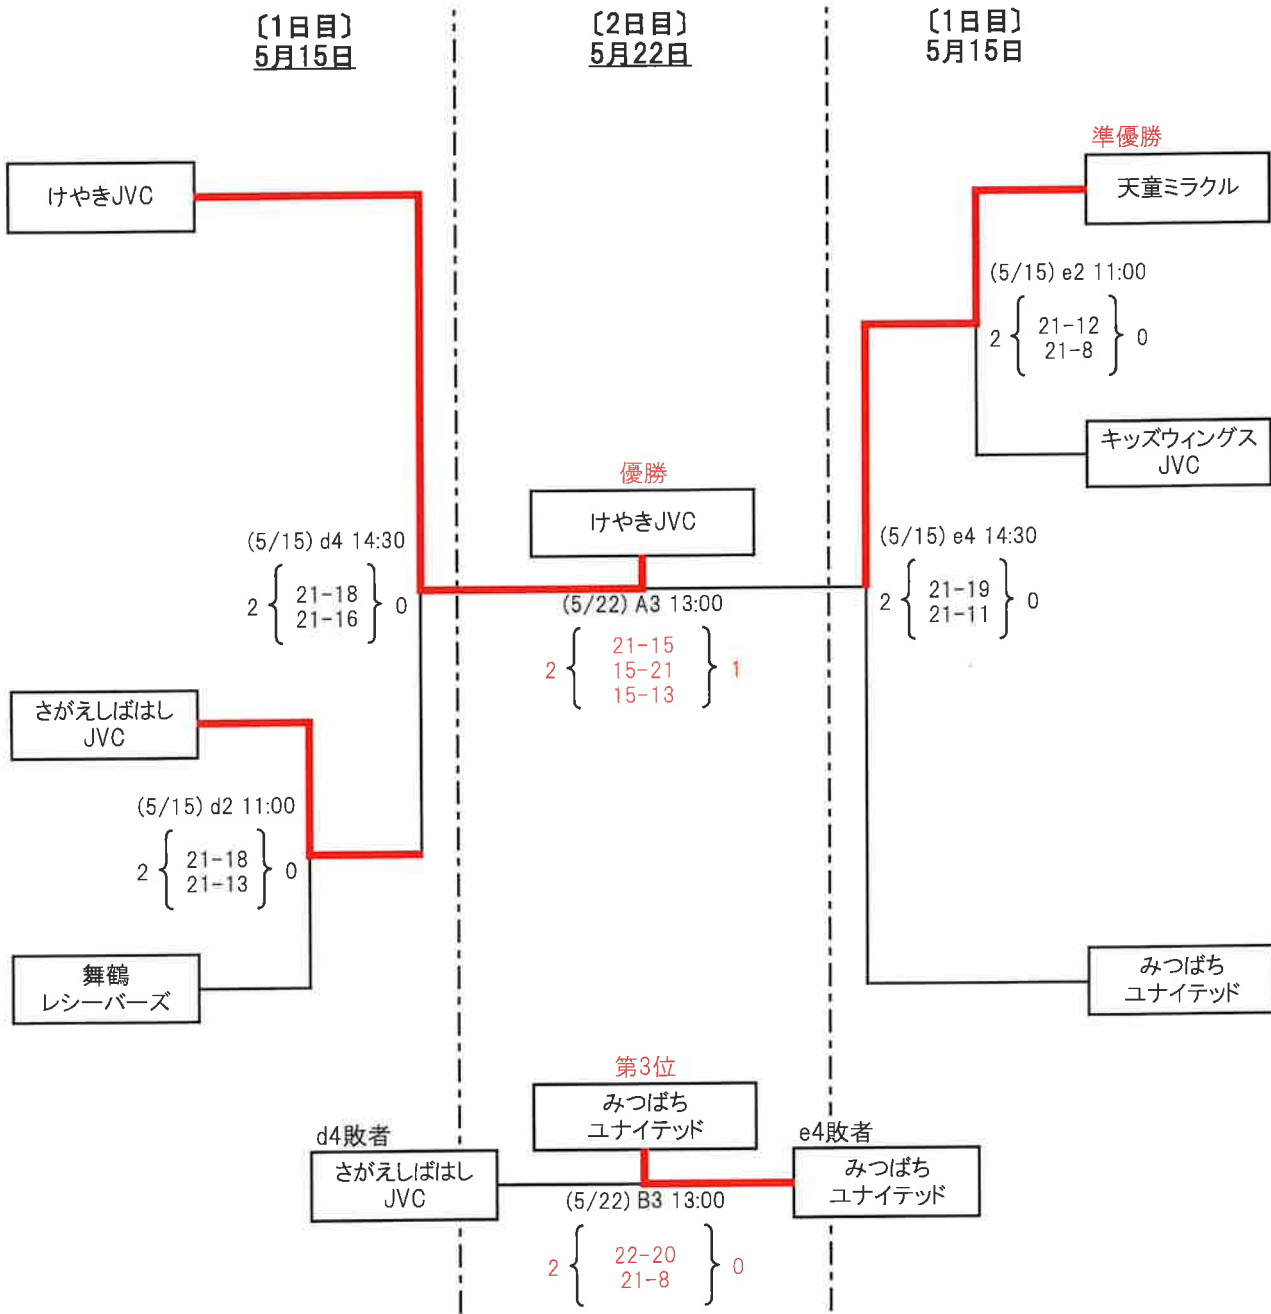 〔1日目〕
5月15日
〔2日目〕
5月22日
〔1日目〕
5月15日
準優勝
けやきJVC
天童ミラクル
(5/15) e2 11:00
2 { 21-12 } 0
21-8
キッズウィングス
JVC
優勝
けやきJVC
(5/15) d4 14:30
2 { 21-18 } 0
21-16
(5/22) A3 13:00
2 { 21-15 } 1
15-21
15-13
(5/15) e4 14:30
2 { 21-19 } 0
21-11
さがえしばはし
JVC
(5/15) d2 11:00
2 { 21-18 } 0
21-13
舞鶴
レシーバーズ
みつばち
ユナイテッド
第3位
みつばち
ユナイテッド
d4敗者
さがえしばはし
JVC
e4敗者
みつばち
ユナイテッド
(5/22) B3 13:00
2 { 22-20 } 0
21-8